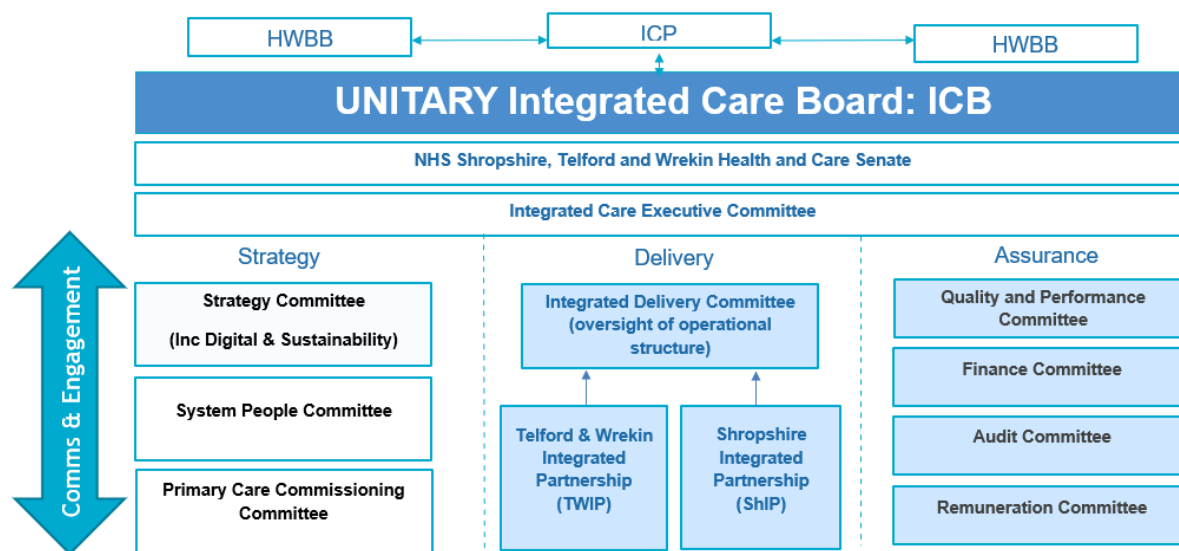 HWBB
ICP
HWBB
UNITARY Integrated Care Board: ICB
NHS Shropshire, Telford and Wrekin Health and Care Senate
Integrated Care Executive Committee
Comms & Engagement
Strategy
Strategy Committee
(Inc Digital & Sustainability)
System People Committee
Primary Care Commissioning
Committee
Delivery
Integrated Delivery Committee
(oversight of operational
structure)
Telford & Wrekin
Integrated
Partnership
(TWIP)
Shropshire
Integrated
Partnership
(ShIP)
Assurance
Quality and Performance
Committee
Finance Committee
Audit Committee
Remuneration Committee